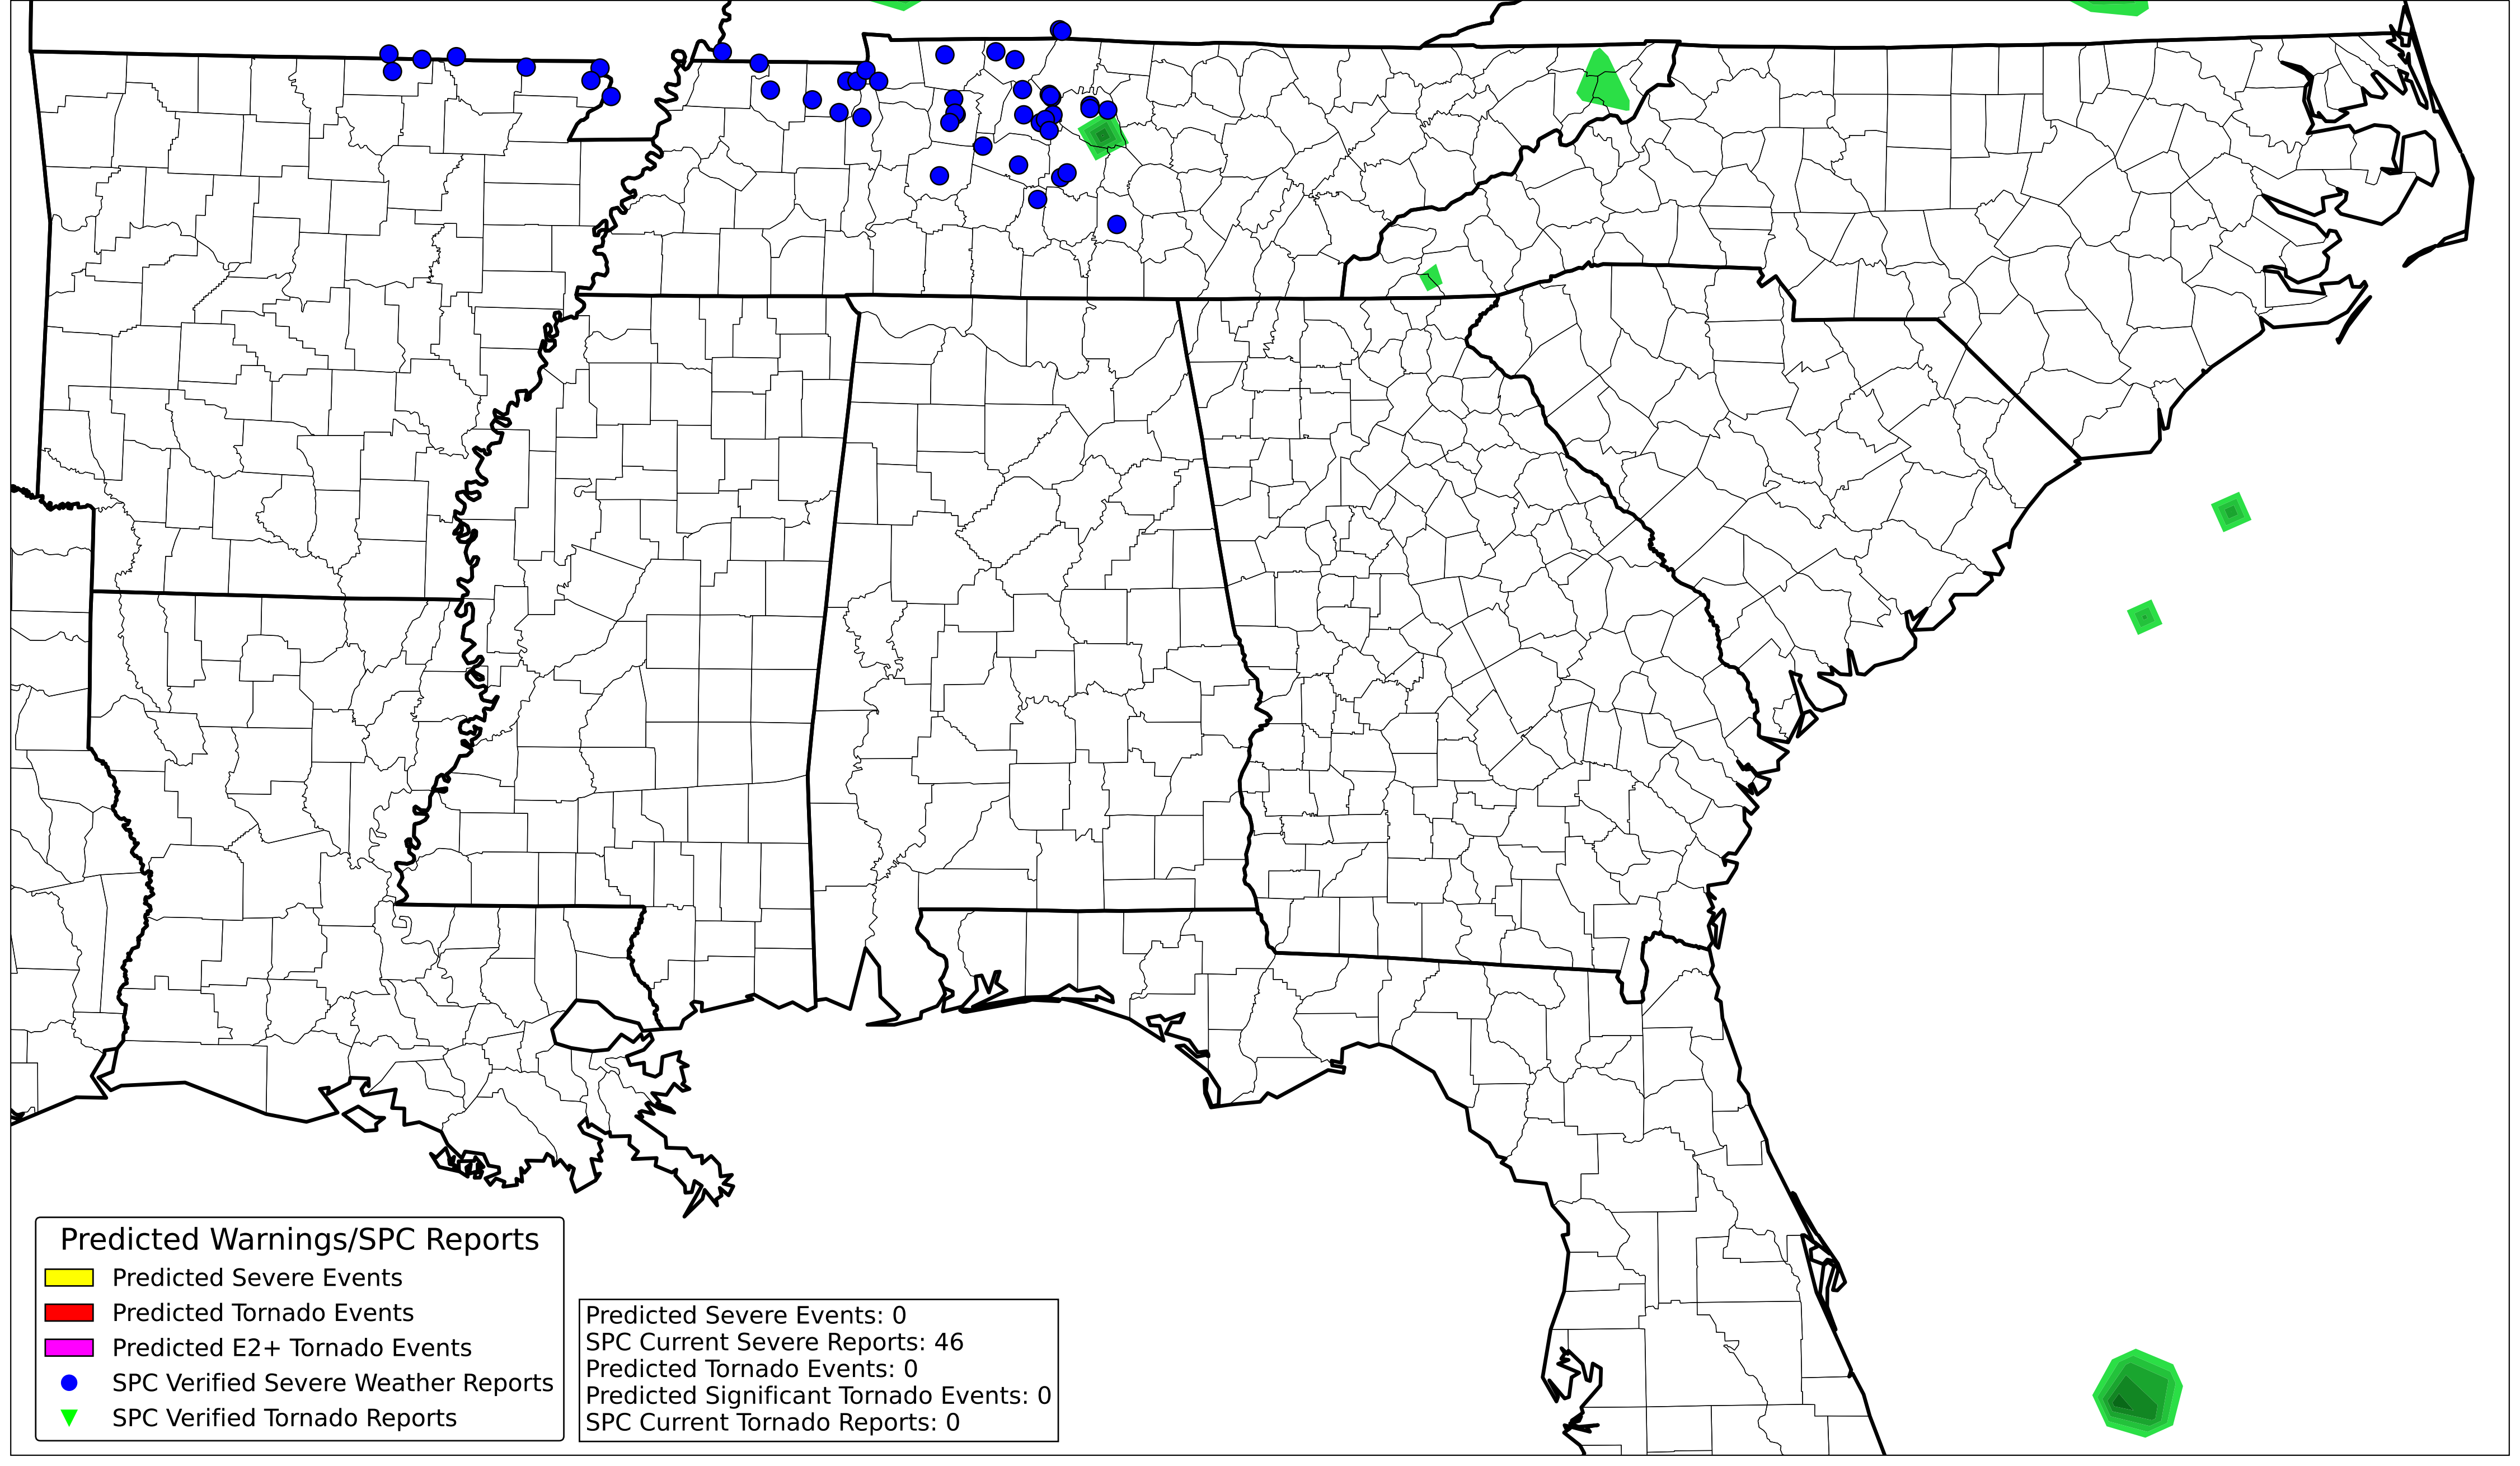 Predicted Warnings/SPC Reports
Predicted Severe Events
Predicted Tornado Events
Predicted E2+ Tornado Events
SPC Verified Severe Weather Reports
SPC Verified Tornado Reports
Predicted Severe Events: 0
SPC Current Severe Reports: 46
Predicted Tornado Events: 0
Predicted Significant Tornado Events: 0
SPC Current Tornado Reports: 0